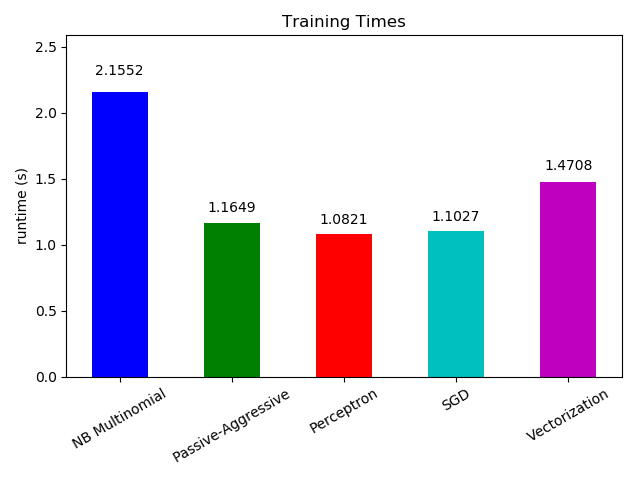 Training Times
2.5
2.0
1.5
1.0
0.5
0.0
runtime (s)
2.1552
1.1649
1.0821
1.1027
1.4708
NB Multinomial
Passive-Aggressive
Perceptron
SGD
Vectorization